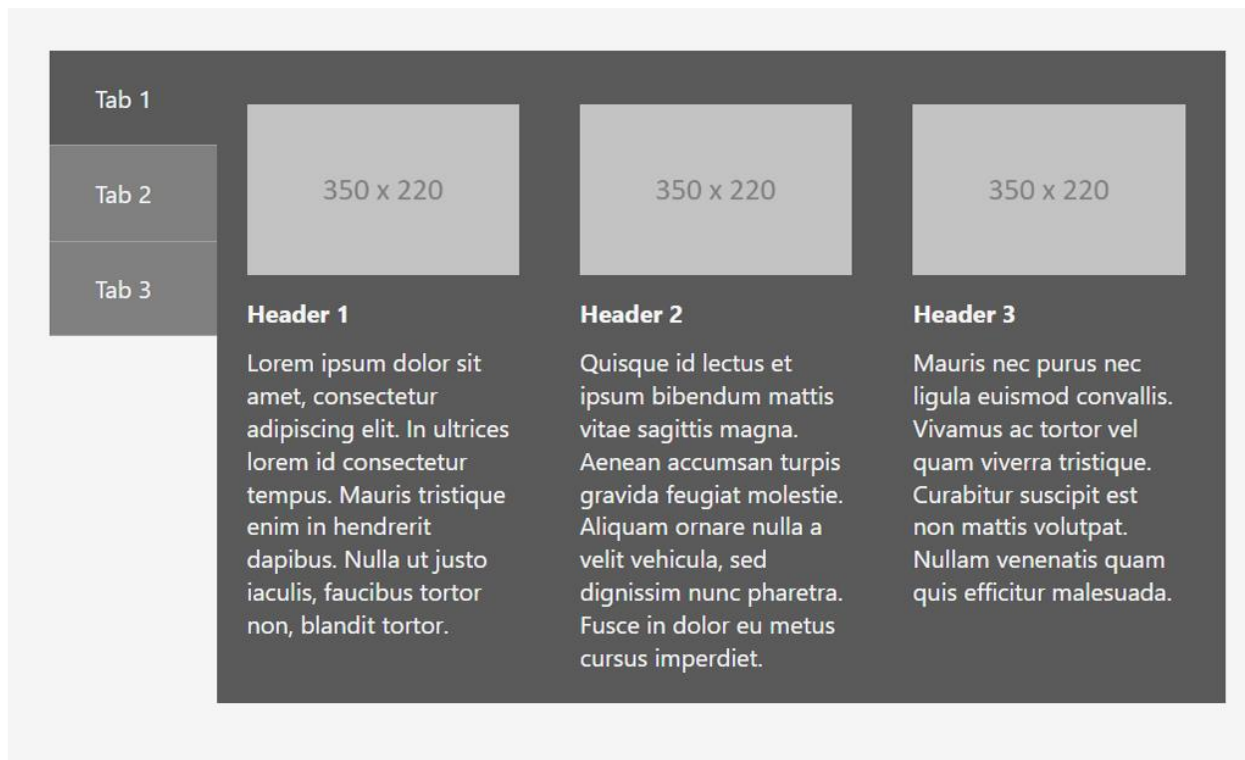 Tab 1
Tab 2
Tab 3
350 x 220
Header 1
Lorem ipsum dolor sit
amet, consectetur
adipiscing elit. In ultrices
lorem id consectetur
tempus. Mauris tristique
enim in hendrerit
dapibus. Nulla ut justo
iaculis, faucibus tortor
non, blandit tortor.
350 x 220
Header 2
Quisque id lectus et
ipsum bibendum mattis
vitae sagittis magna.
Aenean accumsan turpis
gravida feugiat molestie.
Aliquam ornare nulla a
velit vehicula, sed
dignissim nunc pharetra.
Fusce in dolor eu metus
cursus imperdiet.
350 x 220
Header 3
Mauris nec purus nec
ligula euismod convallis.
Vivamus ac tortor vel
quam viverra tristique.
Curabitur suscipit est
non mattis volutpat.
Nullam venenatis quam
quis efficitur malesuada.